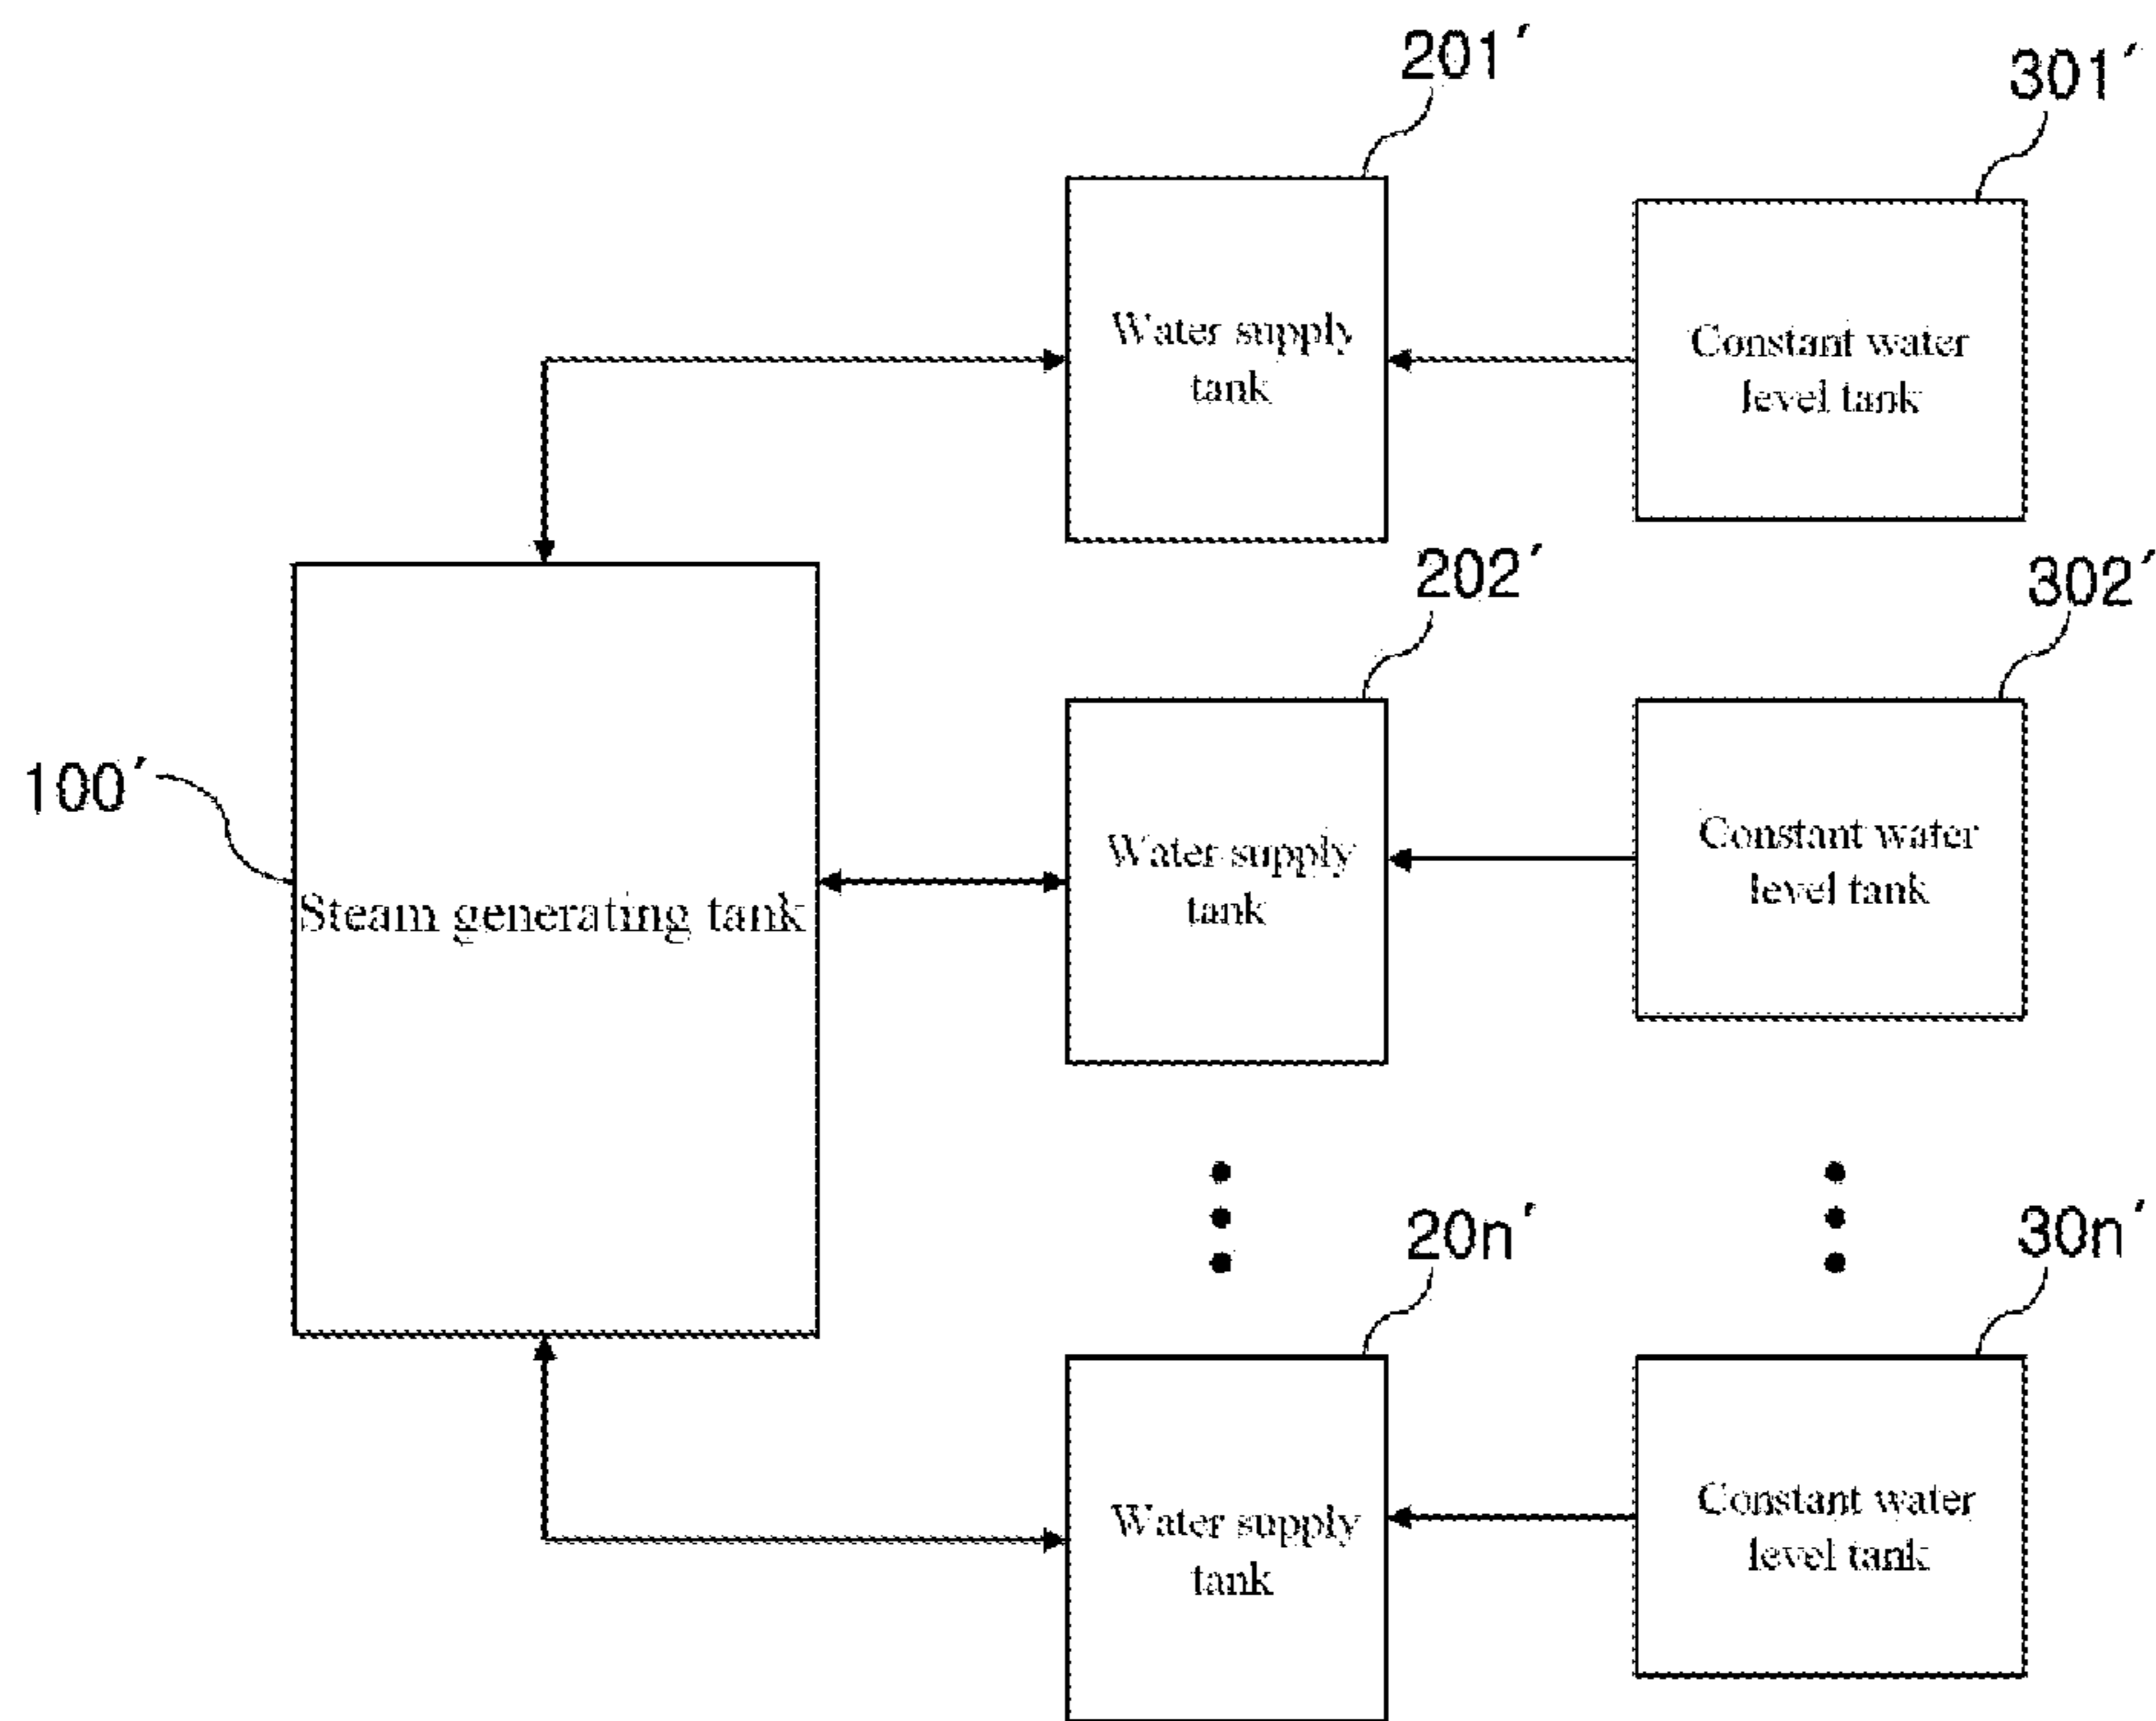 201′
301′
Water supply
tank
Constant water
level tank
202′
302′
100′
Steam generating tank
Water supply
tank
Constant water
level tank
20n′
30n′
Water supply
tank
Constant water
level tank